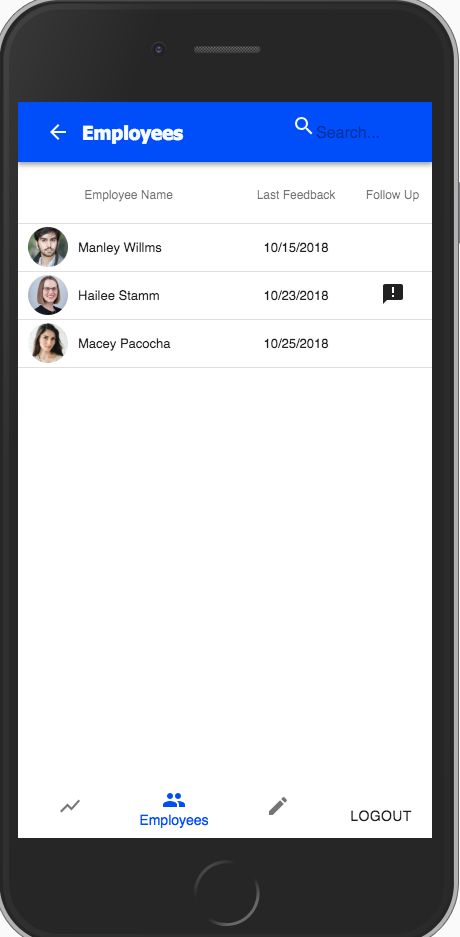 Employees Search...
Employee Name Last Feedback Follow Up
Manley Willms 10/15/2018
Hailee Stamm 10/23/2018
Macey Pacocha 10/25/2018
Employees LOGOUT